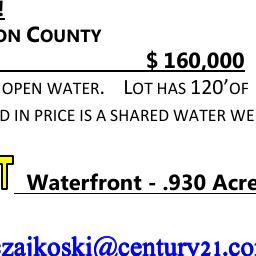 !
ON COUNTY
$ 160,000
OPEN WATER. LOT HAS 120’OF
D IN PRICE IS A SHARED WATER WE
T Waterfront - .930 Acre
czajkoski@century21.co